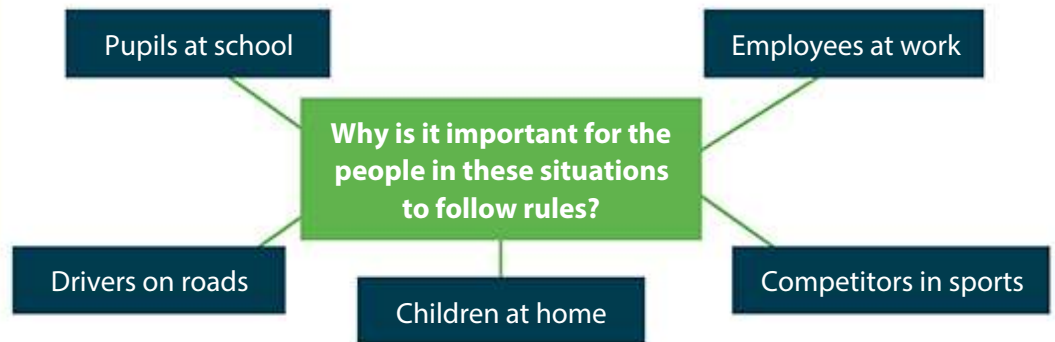 Pupils at school
Employees at work
Why is it important for the
people in these situations
to follow rules?
Drivers on roads
Children at home
Competitors in sports